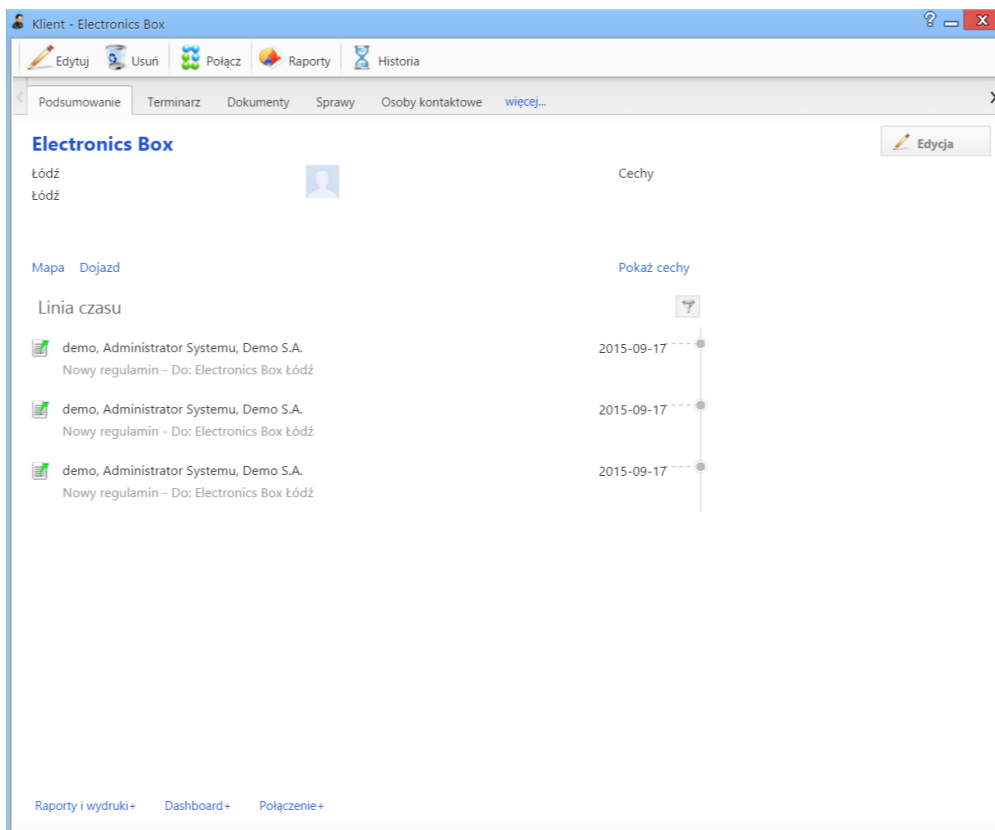 Klient - Electronics Box ? x
Edytuj Usuń Połącz Raporty Historia
Podsumowanie Terminarz Dokumenty Sprawy Osoby kontaktowe więcej...
Electronics Box Edycja
Łódź Cechy
Łódź
Mapa Dojazd Pokaż cechy
Linia czasu
demo, Administrator Systemu, Demo S.A. 2015-09-17
Nowy regulamin - Do: Electronics Box Łódź
demo, Administrator Systemu, Demo S.A. 2015-09-17
Nowy regulamin - Do: Electronics Box Łódź
demo, Administrator Systemu, Demo S.A. 2015-09-17
Nowy regulamin - Do: Electronics Box Łódź
Raporty i wydruki+ Dashboard+ Połączenie+